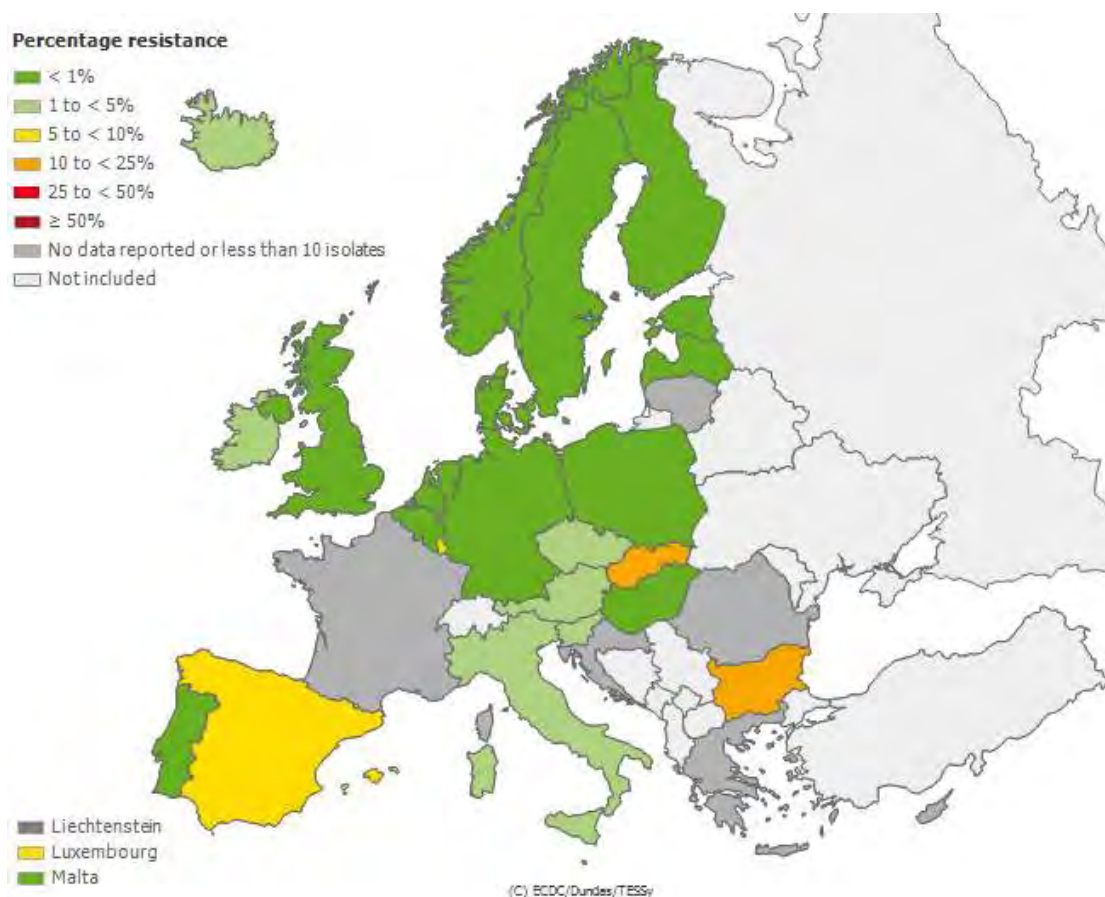 Percentage resistance
< 1%
1 to < 5%
5 to < 10%
10 to < 25%
25 to < 50%
≥ 50%
No data reported or less than 10 isolates
Not included
Liechtenstein
Luxembourg
Malta
(C) ECDC/Dundas/TESSy